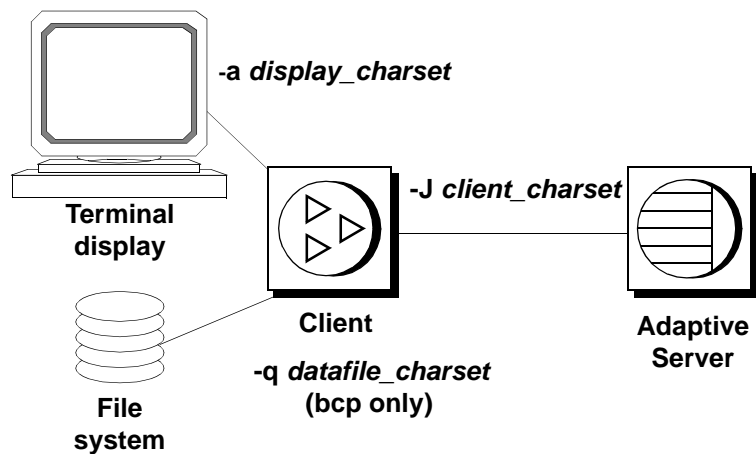 -a display_charset
Terminal
display
-J client_charset
Client
Adaptive
Server
-q datafile_charset
(bcp only)
File
system